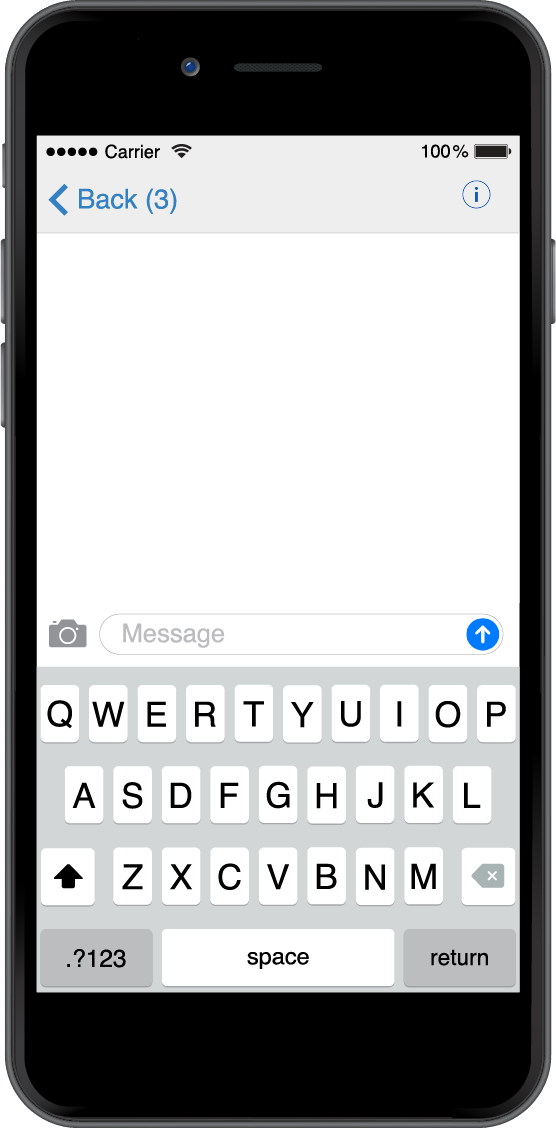 Carrier 100%
Back (3) i
Message
Q W E R T Y U I O P
A S D F G H J K L
Z X C V B N M
.?123 space return